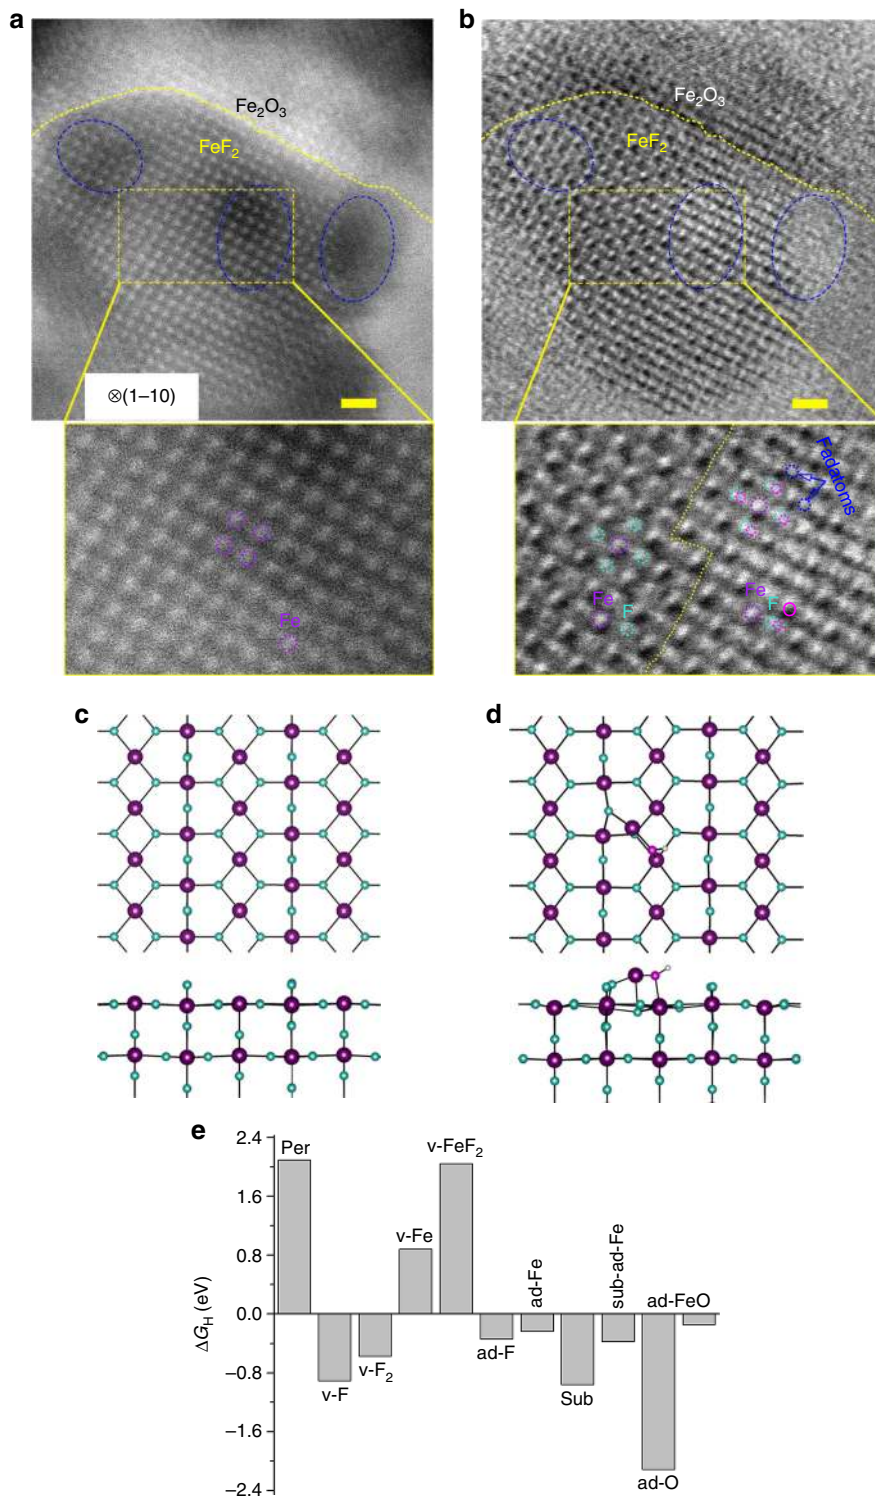 a
b
Fe₂O₃
FeF₂
⊗(1–10)
Fe₂O₃
FeF₂
Fe
Fadatoms
Fe
F
Fe
F
O
c
d
e
ΔG_H (eV)
2.4
1.6
0.8
0.0
–0.8
–1.6
–2.4
Per
v-F
v-F₂
v-Fe
v-FeF₂
ad-F
ad-Fe
Sub
sub-ad-Fe
ad-O
ad-FeO